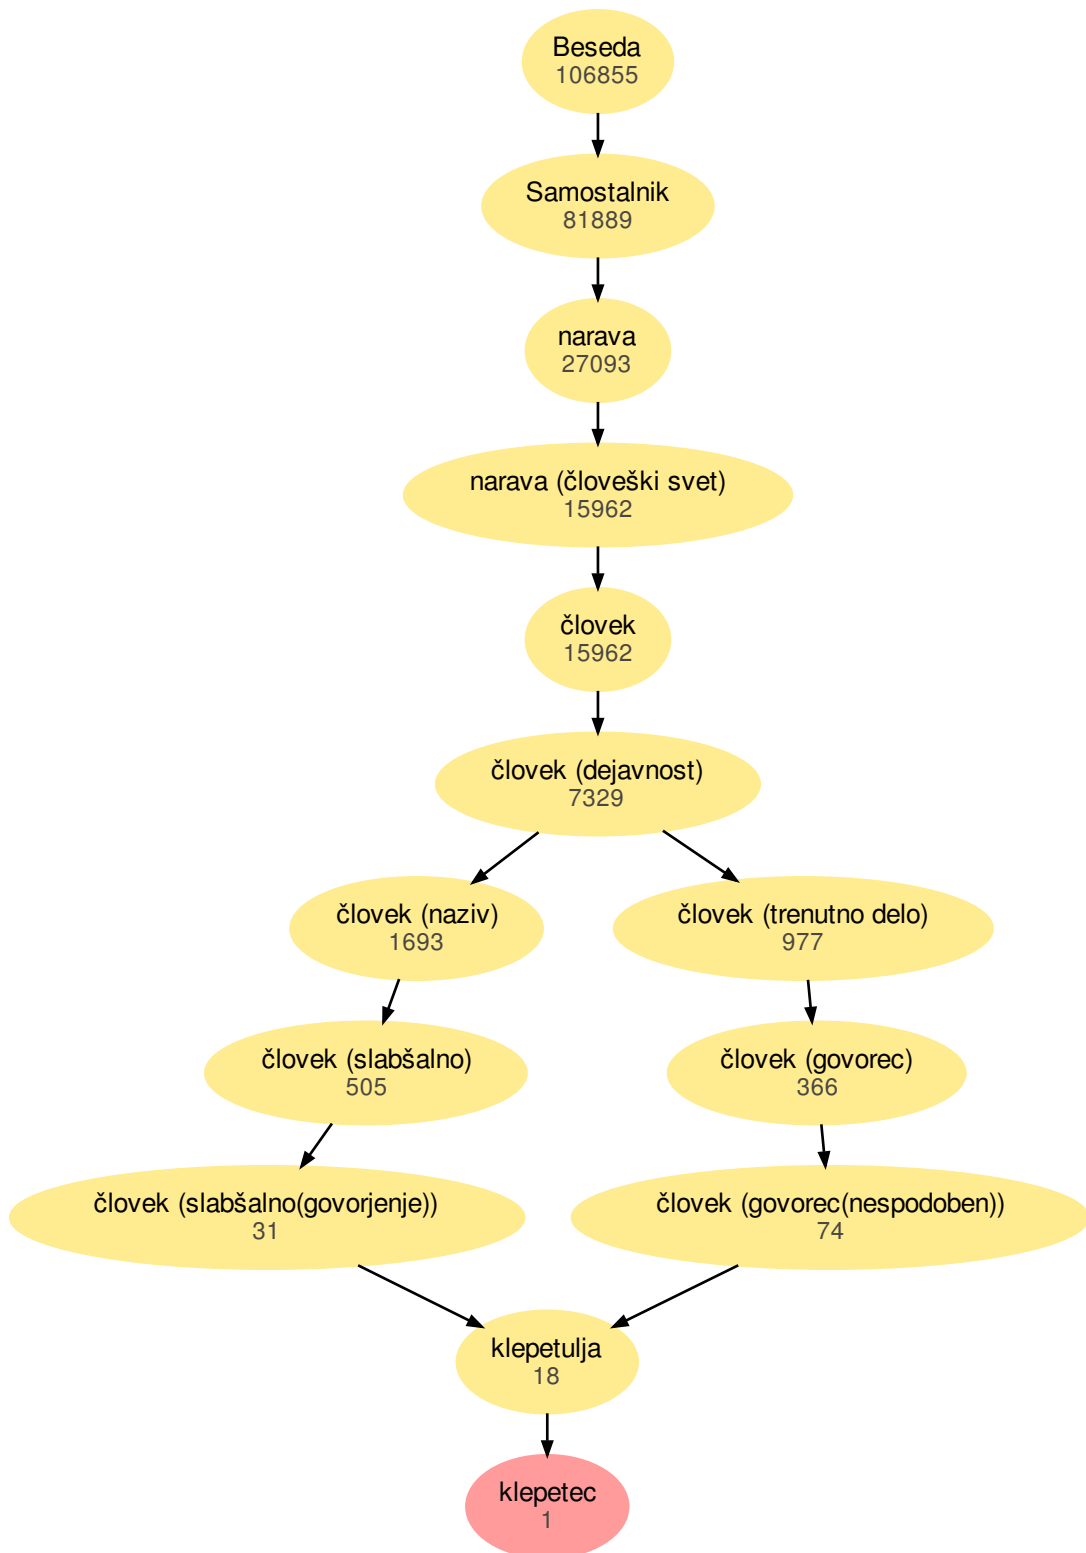 Beseda
106855
Samostalnik
81889
narava
27093
narava (človeški svet)
15962
človek
15962
človek (dejavnost)
7329
človek (naziv)
1693
človek (trenutno delo)
977
človek (slabšalno)
505
človek (govorec)
366
človek (slabšalno(govorjenje))
31
človek (govorec(nespodoben))
74
klepetulja
18
klepetec
1